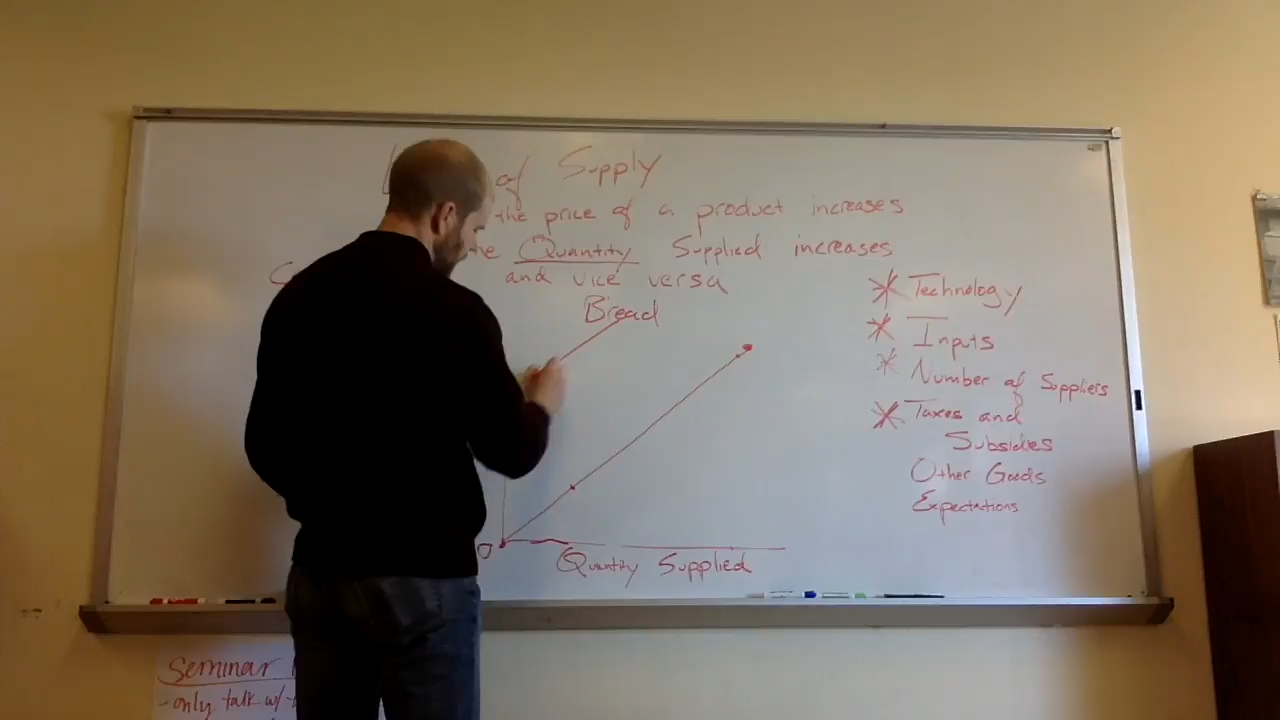 of Supply
the price of a product increases
the Quantity Supplied increases
and vice versa
Bread
Technology
Inputs
Number of Suppliers
Taxes and
Subsidies
Other Goods
Expectations
0
Quantity Supplied
Seminar
-only talk w/